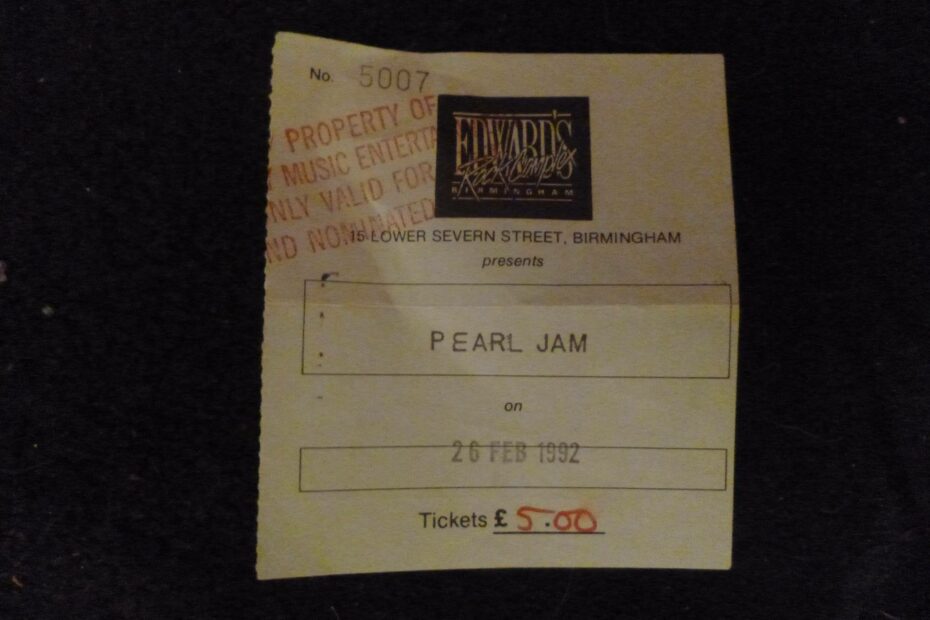 No. 5007
PROPERTY OF
MUSIC ENTERTA
NLY VALID FOR
ND NOMINATED
EDWARD'S
Rock Complex
BIRMINGHAM
15 LOWER SEVERN STREET, BIRMINGHAM
presents
PEARL JAM
on
26 FEB 1992
Tickets £ 5.00